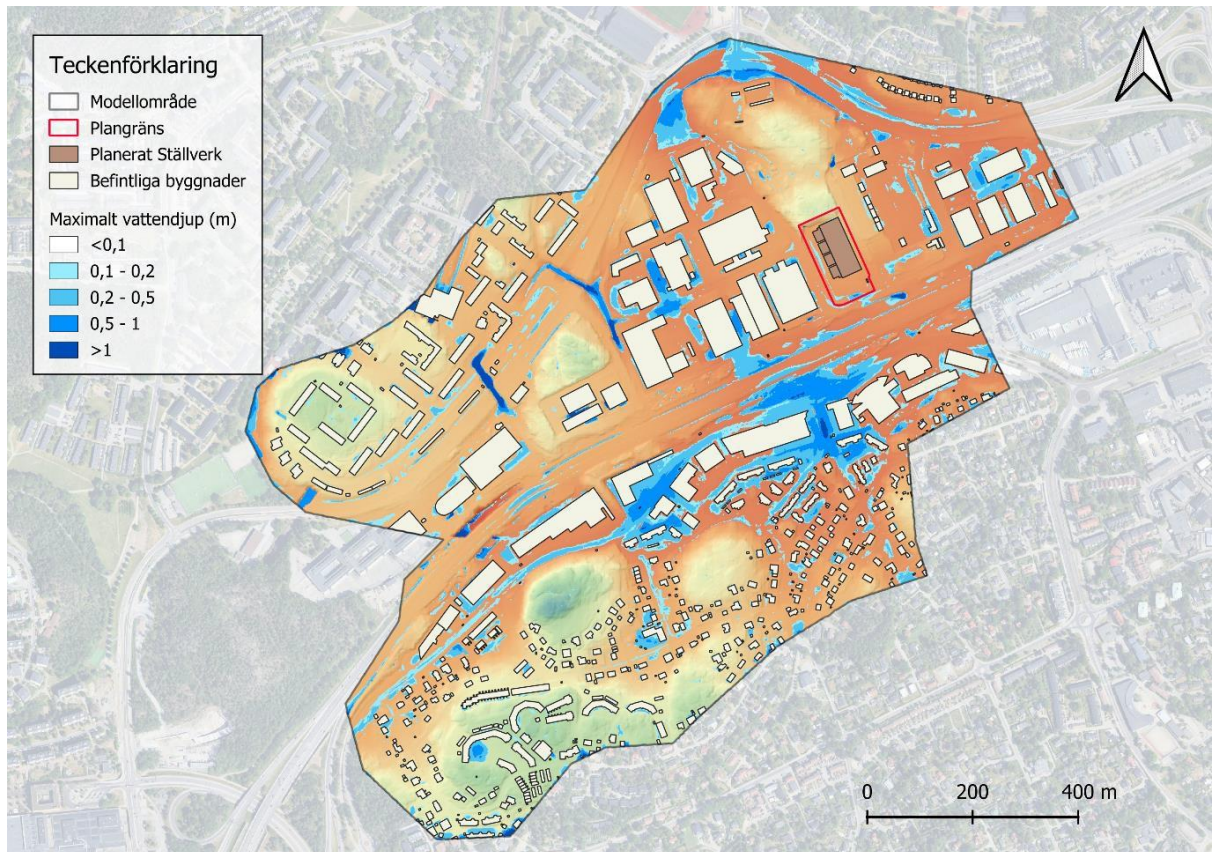 Teckenförklaring
Modellområde
Plangräns
Planerat Ställverk
Befintliga byggnader
Maximalt vattendjup (m)
<0,1
0,1 - 0,2
0,2 - 0,5
0,5 - 1
>1
0 200 400 m